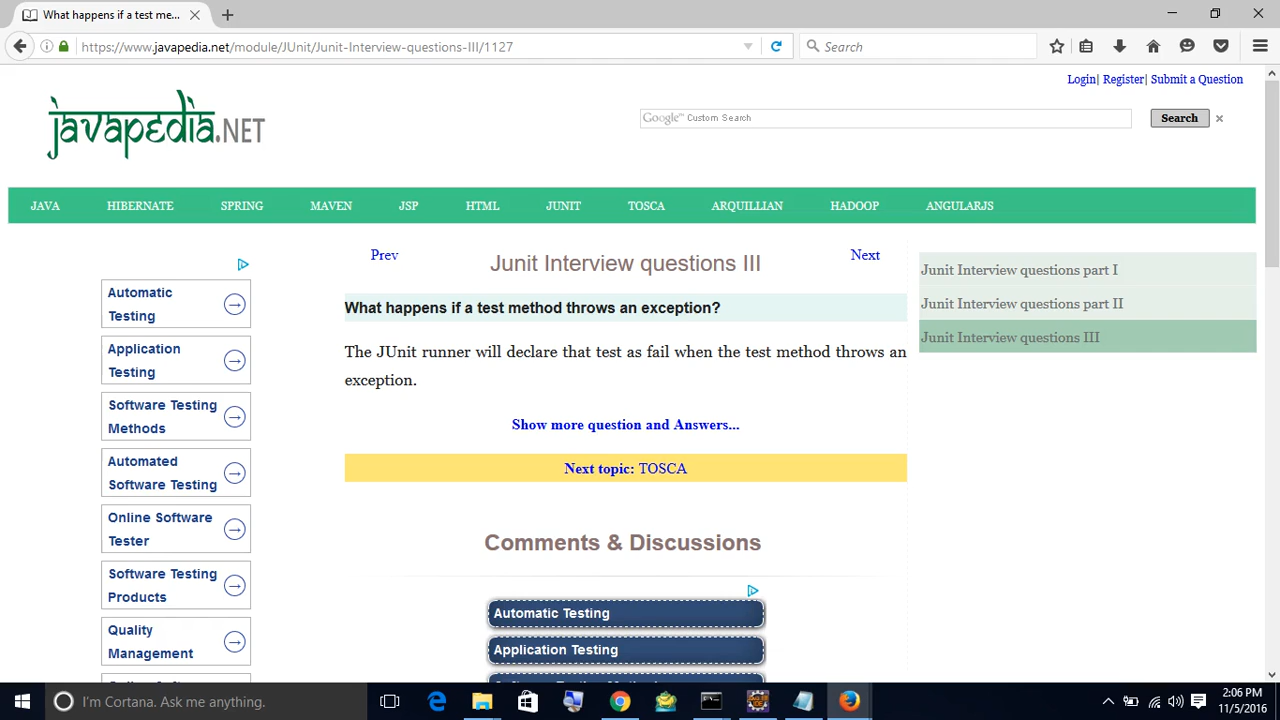 What happens if a test me...
https://www.javapedia.net/module/JUnit/Junit-Interview-questions-III/1127
Search
Login| Register| Submit a Question
javapedia.NET
Google™ Custom Search
Search
JAVA HIBERNATE SPRING MAVEN JSP HTML JUNIT TOSCA ARQUILLIAN HADOOP ANGULARJS
Prev
Junit Interview questions III
Next
What happens if a test method throws an exception?
The JUnit runner will declare that test as fail when the test method throws an
exception.
Show more question and Answers...
Next topic: TOSCA
Comments & Discussions
Automatic Testing
Application Testing
Automatic
Testing
Application
Testing
Software Testing
Methods
Automated
Software Testing
Online Software
Tester
Software Testing
Products
Quality
Management
Junit Interview questions part I
Junit Interview questions part II
Junit Interview questions III
I'm Cortana. Ask me anything.
2:06 PM
11/5/2016